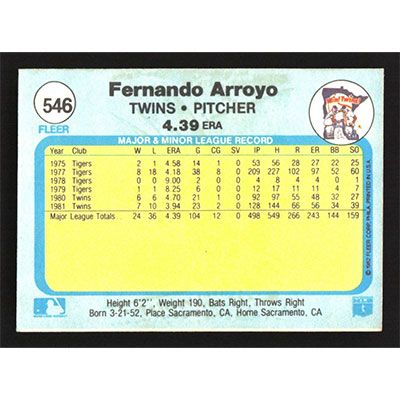 546
FLEER
Fernando Arroyo
TWINS • PITCHER
4.39 ERA
MAJOR & MINOR LEAGUE RECORD
Year Club W L ERA G CG SV IP H R ER BB SO
1975 Tigers 2 1 4.58 14 1 0 53 56 28 27 22 25
1977 Tigers 8 18 4.18 38 8 0 209 227 102 97 52 60
1978 Tigers 0 0 9.00 2 0 0 4 8 4 4 0 1
1979 Tigers 1 1 8.25 6 0 0 12 17 11 11 4 7
1980 Twins 6 6 4.70 21 1 0 92 97 55 48 32 27
1981 Twins 7 10 3.94 23 2 0 128 144 66 56 34 39
Major League Totals 24 36 4.39 104 12 0 498 549 266 243 144 159
© 1982 FLEER CORP. PHILA. PRINTED IN U.S.A.
Height 6'2", Weight 190, Bats Right, Throws Right
Born 3-21-52, Place Sacramento, CA, Home Sacramento, CA